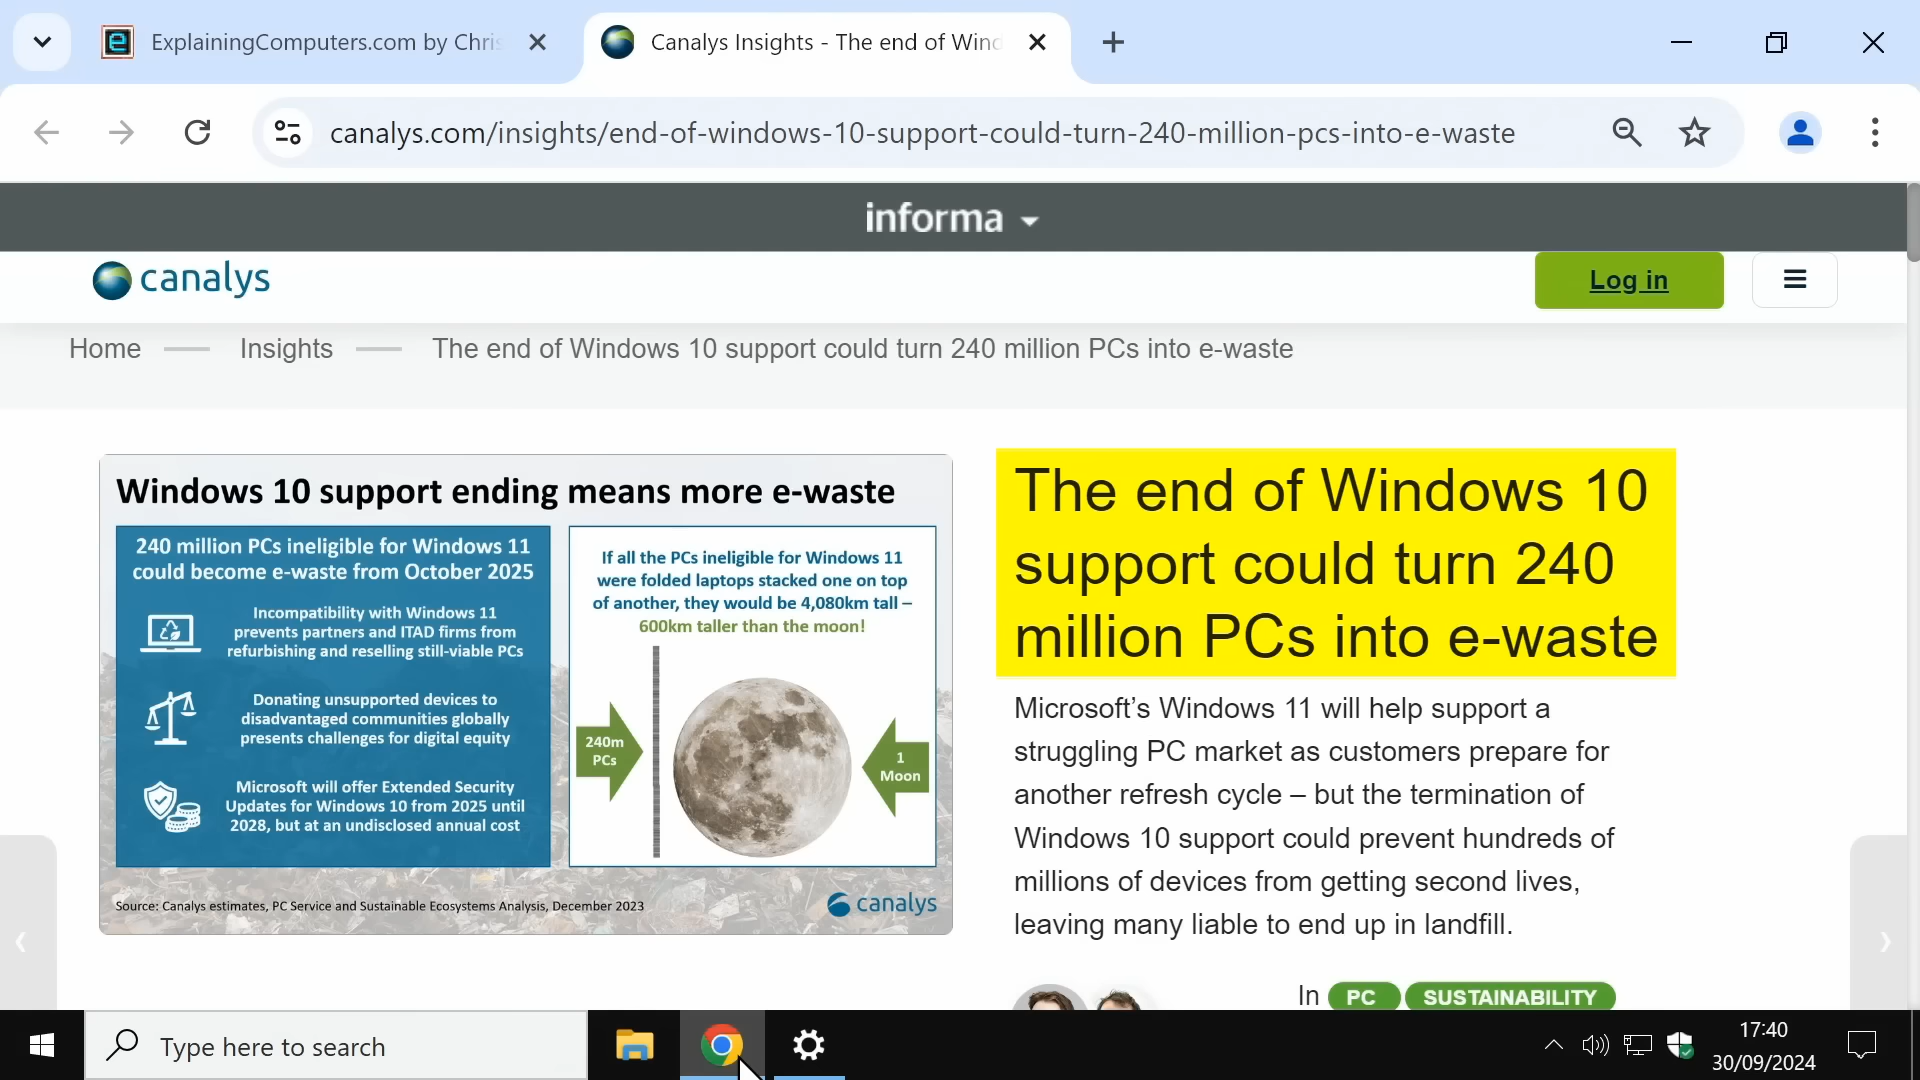 ExplainingComputers.com by Chris
Canalys Insights - The end of Wind
canalys.com/insights/end-of-windows-10-support-could-turn-240-million-pcs-into-e-waste
informa
canalys
Log in
Home
Insights
The end of Windows 10 support could turn 240 million PCs into e-waste
Windows 10 support ending means more e-waste
240 million PCs ineligible for Windows 11
could become e-waste from October 2025
Incompatibility with Windows 11
prevents partners and ITAD firms from
refurbishing and reselling still-viable PCs
Donating unsupported devices to
disadvantaged communities globally
presents challenges for digital equity
Microsoft will offer Extended Security
Updates for Windows 10 from 2025 until
2028, but at an undisclosed annual cost
If all the PCs ineligible for Windows 11
were folded laptops stacked one on top
of another, they would be 4,080km tall –
600km taller than the moon!
240m
PCs
1
Moon
Source: Canalys estimates, PC Service and Sustainable Ecosystems Analysis, December 2023
canalys
The end of Windows 10
support could turn 240
million PCs into e-waste
Microsoft’s Windows 11 will help support a
struggling PC market as customers prepare for
another refresh cycle – but the termination of
Windows 10 support could prevent hundreds of
millions of devices from getting second lives,
leaving many liable to end up in landfill.
In PC SUSTAINABILITY
Type here to search
17:40
30/09/2024